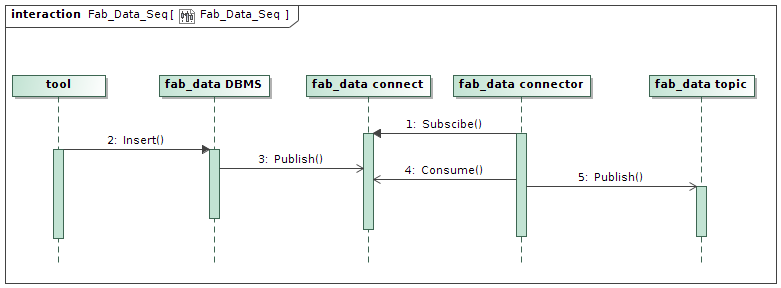 interaction Fab_Data_Seq [ Fab_Data_Seq ]
tool fab_data DBMS fab_data connect fab_data connector fab_data topic
1: Subscibe()
2: Insert()
3: Publish()
4: Consume()
5: Publish()